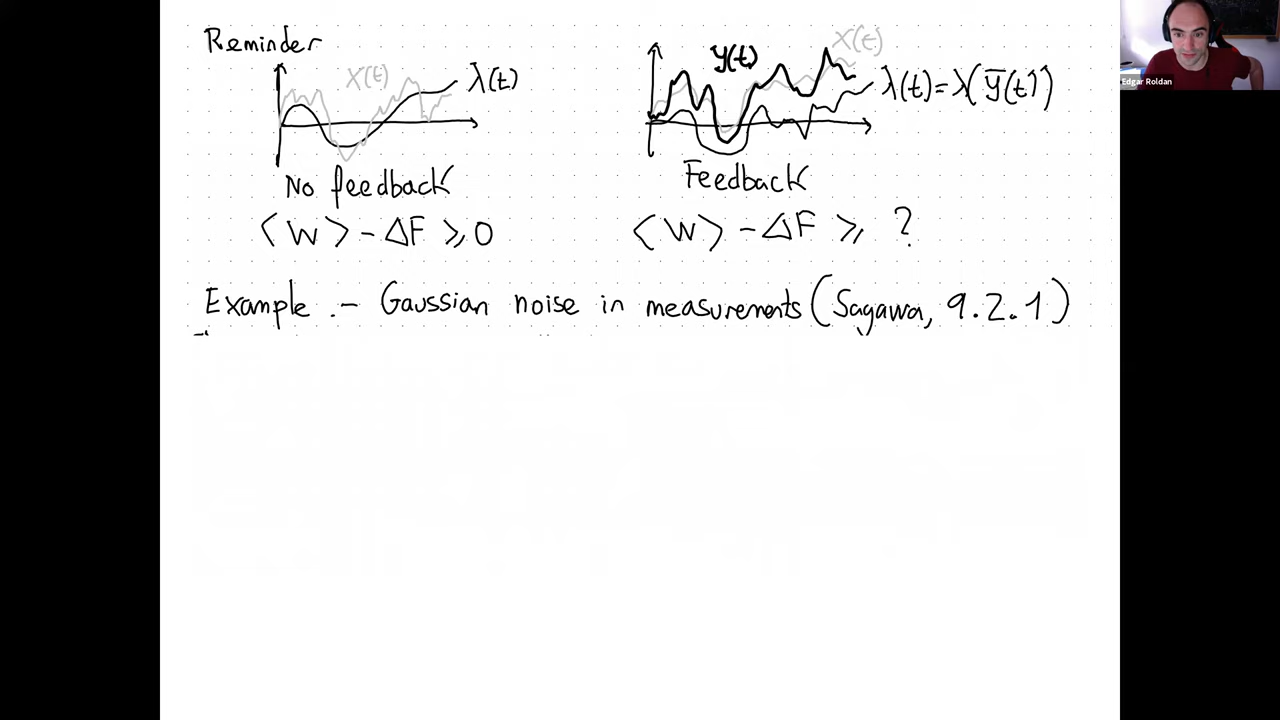 Reminder
X(t)
λ(t)
y(t)
X(t)
λ(t)=λ(ȳ(t))
No feedback
Feedback
⟨W⟩ - ΔF ≥ 0
⟨W⟩ - ΔF ≥ ?
Example .- Gaussian noise in measurements (Sagawa, 9.2.1)
Edgar Roldan